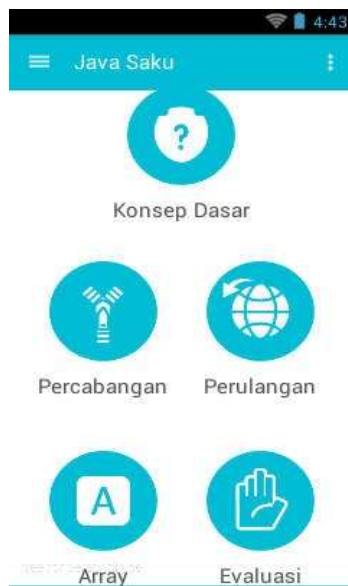 4:43
Java Saku
?
Konsep Dasar
Percabangan Perulangan
A
Array Evaluasi